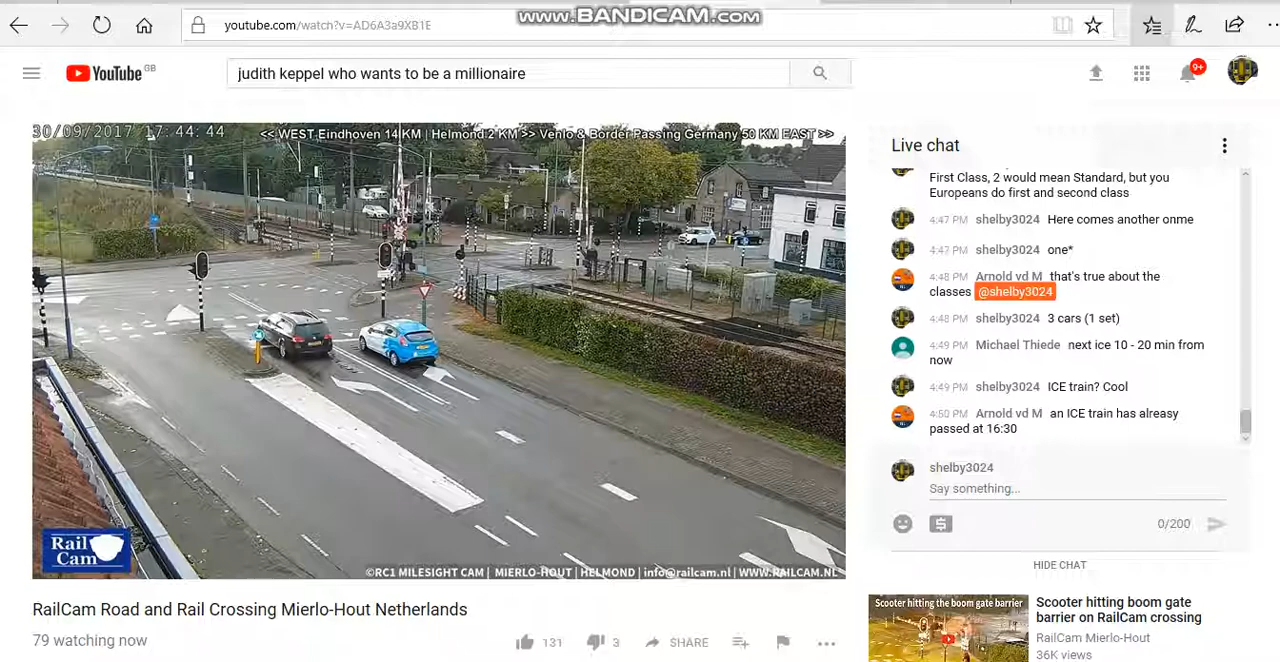 www.BANDICAM.com
youtube.com/watch?v=AD6A3a9XB1E
YouTube GB
judith keppel who wants to be a millionaire
9+
30/09/2017 17:44:44
<< WEST Eindhoven 14 KM | Helmond 2 KM >> Venlo & Border Passing Germany 50 KM EAST >>
Rail
Cam
©RC1 MILESIGHT CAM | MIERLO-HOUT | HELMOND | info@railcam.nl | WWW.RAILCAM.NL
RailCam Road and Rail Crossing Mierlo-Hout Netherlands
79 watching now
131
3
SHARE
Live chat
First Class, 2 would mean Standard, but you
Europeans do first and second class
4:47 PM shelby3024 Here comes another onme
4:47 PM shelby3024 one*
4:48 PM Arnold vd M that's true about the
classes @shelby3024
4:48 PM shelby3024 3 cars (1 set)
4:49 PM Michael Thiede next ice 10 - 20 min from
now
4:49 PM shelby3024 ICE train? Cool
4:50 PM Arnold vd M an ICE train has alreasy
passed at 16:30
shelby3024
Say something...
0/200
HIDE CHAT
Scooter hitting the boom gate barrier
Scooter hitting boom gate
barrier on RailCam crossing
RailCam Mierlo-Hout
36K views